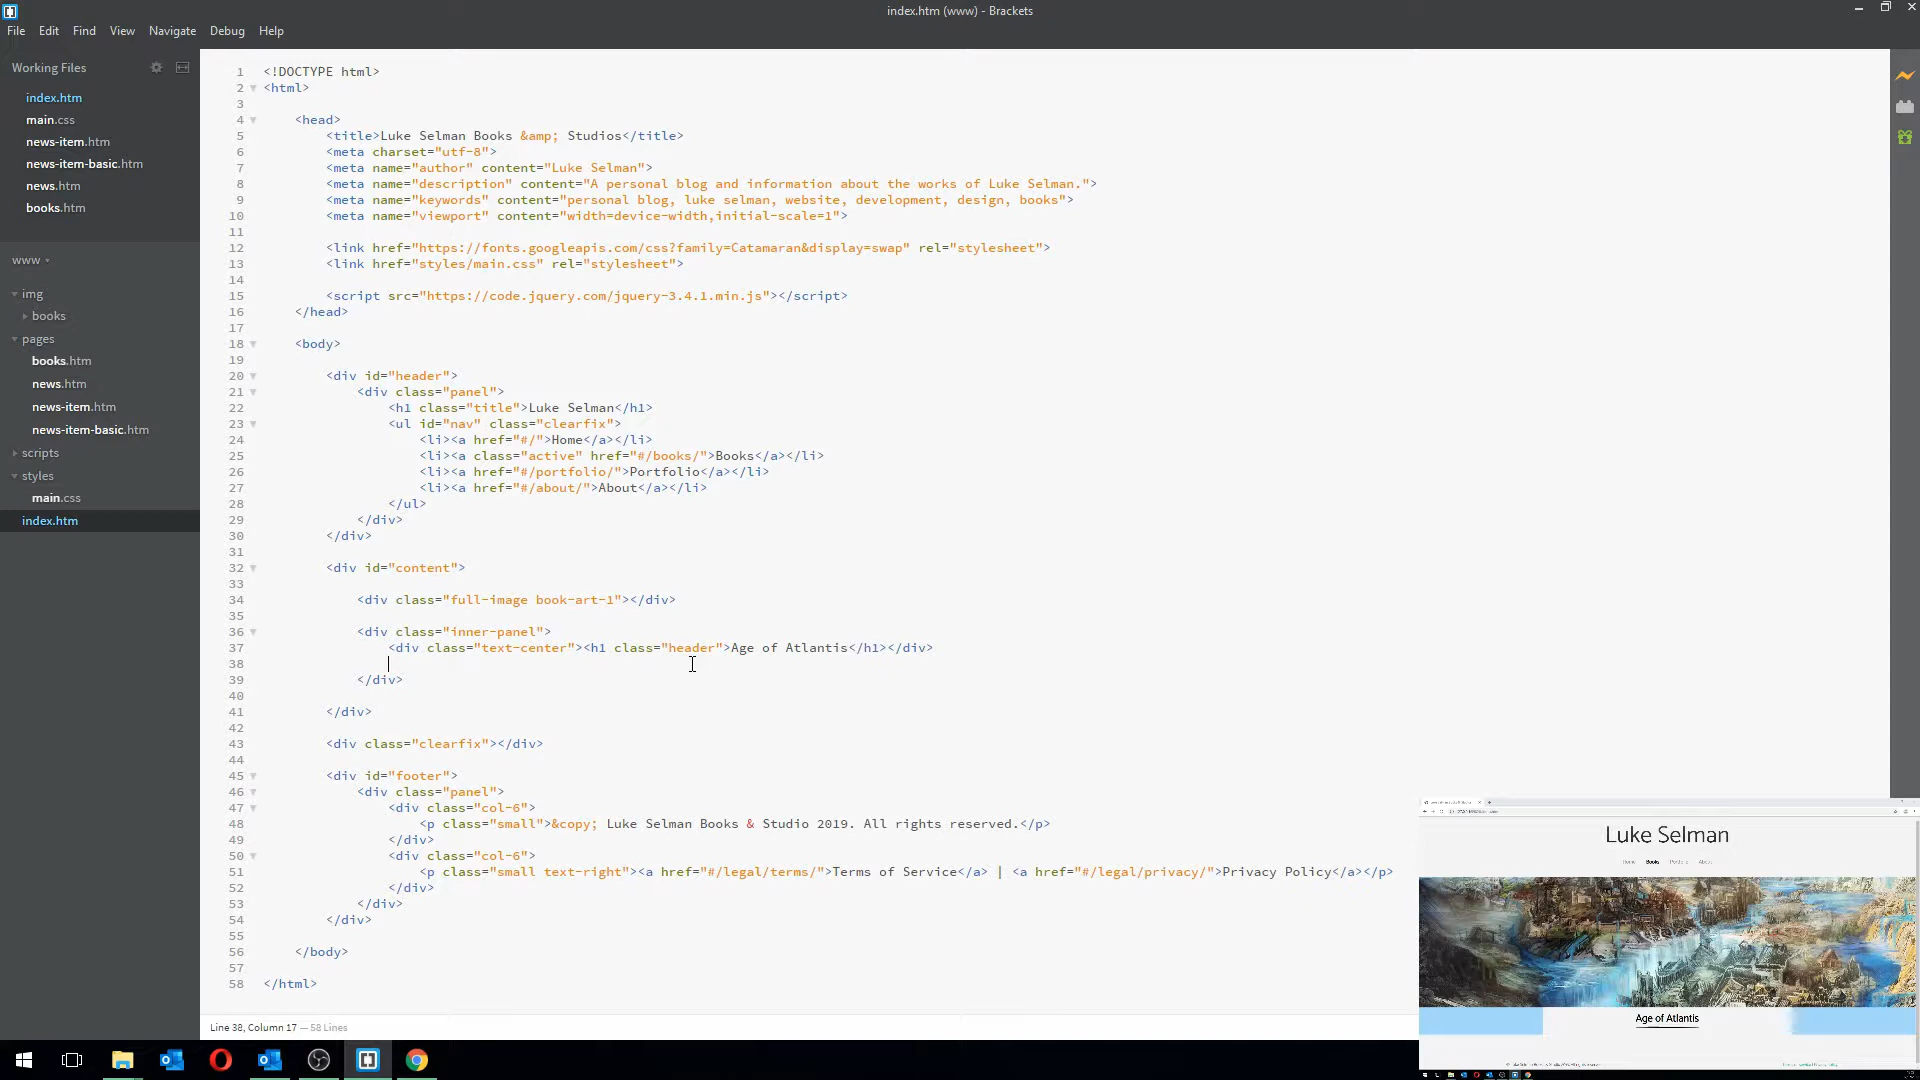 index.htm (www) - Brackets
File Edit Find View Navigate Debug Help
Working Files
index.htm
main.css
news-item.htm
news-item-basic.htm
news.htm
books.htm
www
img
books
pages
books.htm
news.htm
news-item.htm
news-item-basic.htm
scripts
styles
main.css
index.htm
1 <!DOCTYPE html>
2 <html>
3
4 <head>
5 <title>Luke Selman Books &amp; Studios</title>
6 <meta charset="utf-8">
7 <meta name="author" content="Luke Selman">
8 <meta name="description" content="A personal blog and information about the works of Luke Selman.">
9 <meta name="keywords" content="personal blog, luke selman, website, development, design, books">
10 <meta name="viewport" content="width=device-width,initial-scale=1">
11
12 <link href="https://fonts.googleapis.com/css?family=Catamaran&display=swap" rel="stylesheet">
13 <link href="styles/main.css" rel="stylesheet">
14
15 <script src="https://code.jquery.com/jquery-3.4.1.min.js"></script>
16 </head>
17
18 <body>
19
20 <div id="header">
21 <div class="panel">
22 <h1 class="title">Luke Selman</h1>
23 <ul id="nav" class="clearfix">
24 <li><a href="#/">Home</a></li>
25 <li><a class="active" href="#/books/">Books</a></li>
26 <li><a href="#/portfolio/">Portfolio</a></li>
27 <li><a href="#/about/">About</a></li>
28 </ul>
29 </div>
30 </div>
31
32 <div id="content">
33
34 <div class="full-image book-art-1"></div>
35
36 <div class="inner-panel">
37 <div class="text-center"><h1 class="header">Age of Atlantis</h1></div>
38
39 </div>
40
41 </div>
42
43 <div class="clearfix"></div>
44
45 <div id="footer">
46 <div class="panel">
47 <div class="col-6">
48 <p class="small">&copy; Luke Selman Books & Studio 2019. All rights reserved.</p>
49 </div>
50 <div class="col-6">
51 <p class="small text-right"><a href="#/legal/terms/">Terms of Service</a> | <a href="#/legal/privacy/">Privacy Policy</a></p>
52 </div>
53 </div>
54 </div>
55
56 </body>
57
58 </html>
Line 38, Column 17 — 58 Lines
Luke Selman
Home Books Portfolio About
Age of Atlantis